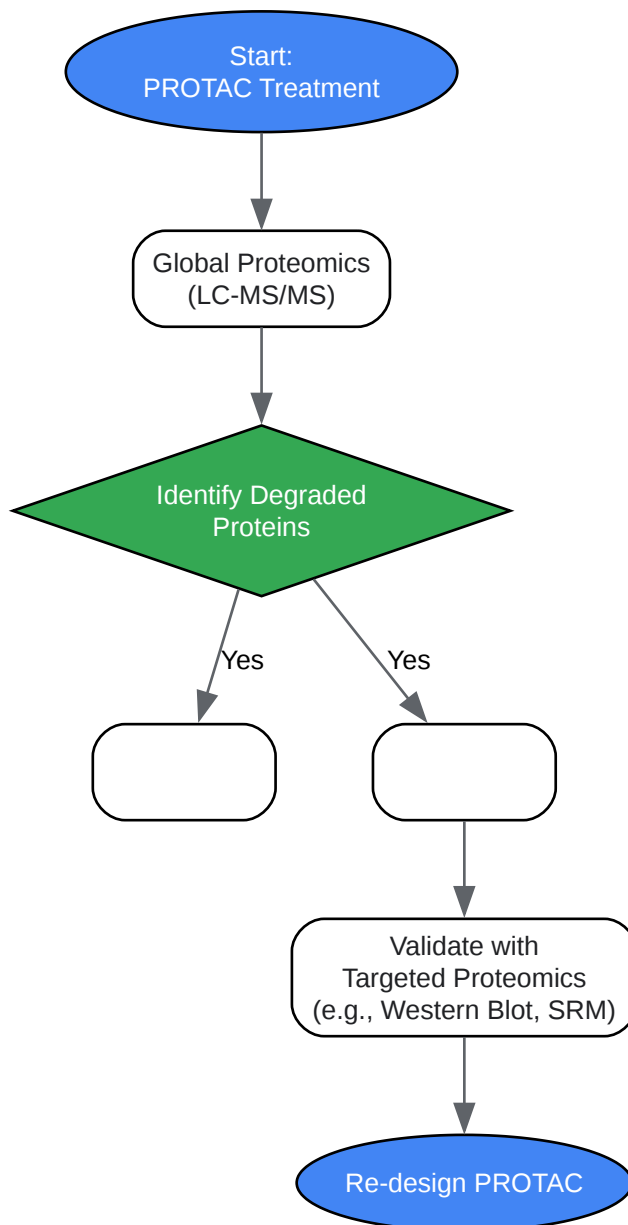 Start:
PROTAC Treatment
Global Proteomics
(LC-MS/MS)
Identify Degraded
Proteins
Yes
Yes
Validate with
Targeted Proteomics
(e.g., Western Blot, SRM)
Re-design PROTAC